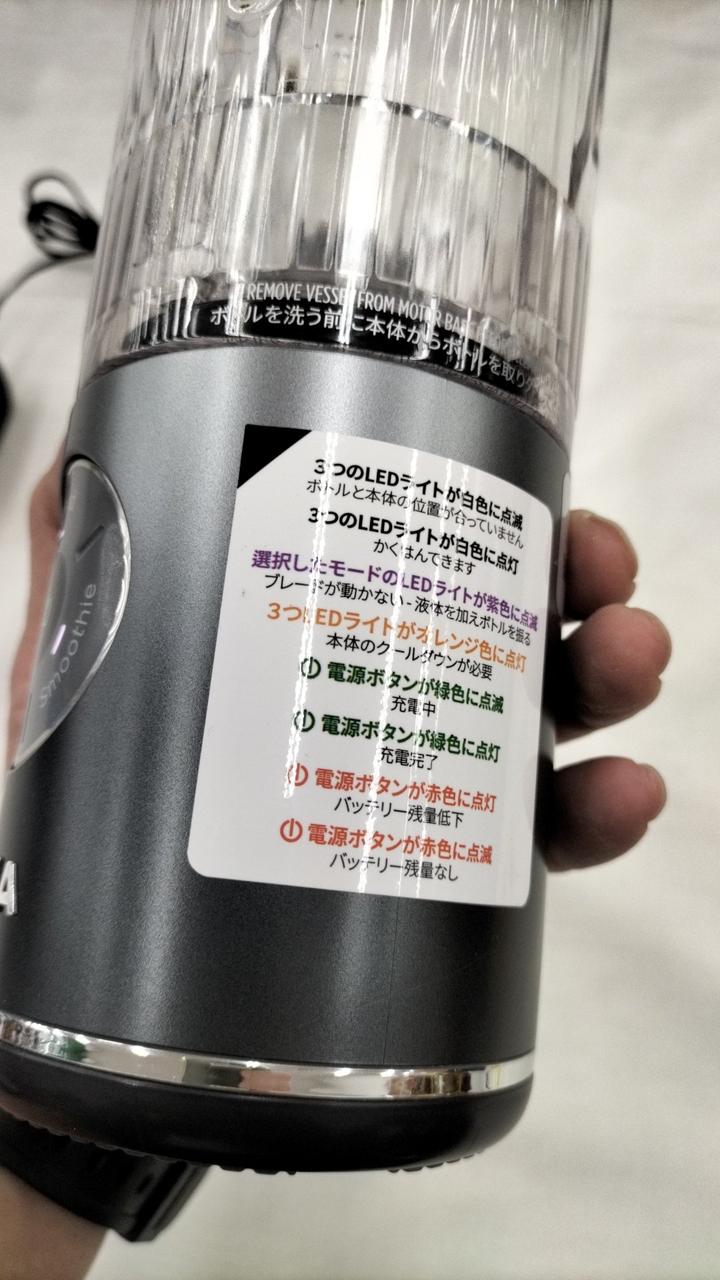 REMOVE VESSEL FROM MOTOR BASE
ボトルを洗う前に本体からボトルを取り外
3つのLEDライトが白色に点滅
ボトルと本体の位置が合っていません
3つのLEDライトが白色に点灯
かくはんできます
選択したモードのLEDライトが紫色に点滅
ブレードが動かない - 液体を加えボトルを振る
3つLEDライトがオレンジ色に点灯
本体のクールダウンが必要
電源ボタンが緑色に点滅
充電中
電源ボタンが緑色に点灯
充電完了
電源ボタンが赤色に点灯
バッテリー残量低下
電源ボタンが赤色に点滅
バッテリー残量なし
Smoothie